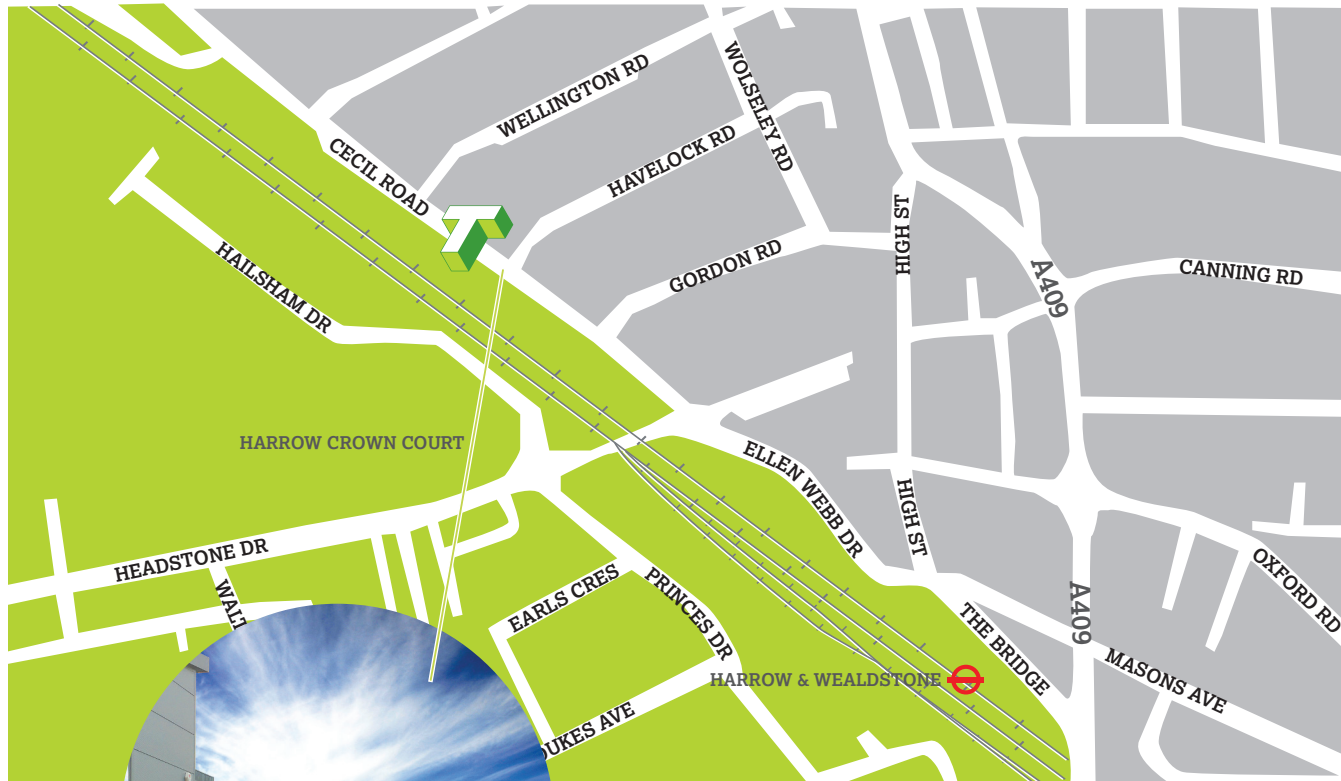 WELLINGTON RD
WOLSELEY RD
CECIL ROAD
HAVELOCK RD
HIGH ST
GORDON RD
HAILSHAM DR
A409
CANNING RD
HARROW CROWN COURT
ELLEN WEBB DR
HIGH ST
HEADSTONE DR
OXFORD RD
EARLS CRES
PRINCES DR
A409
THE BRIDGE
MASONS AVE
HARROW & WEALDSTONE
DUKES AVE